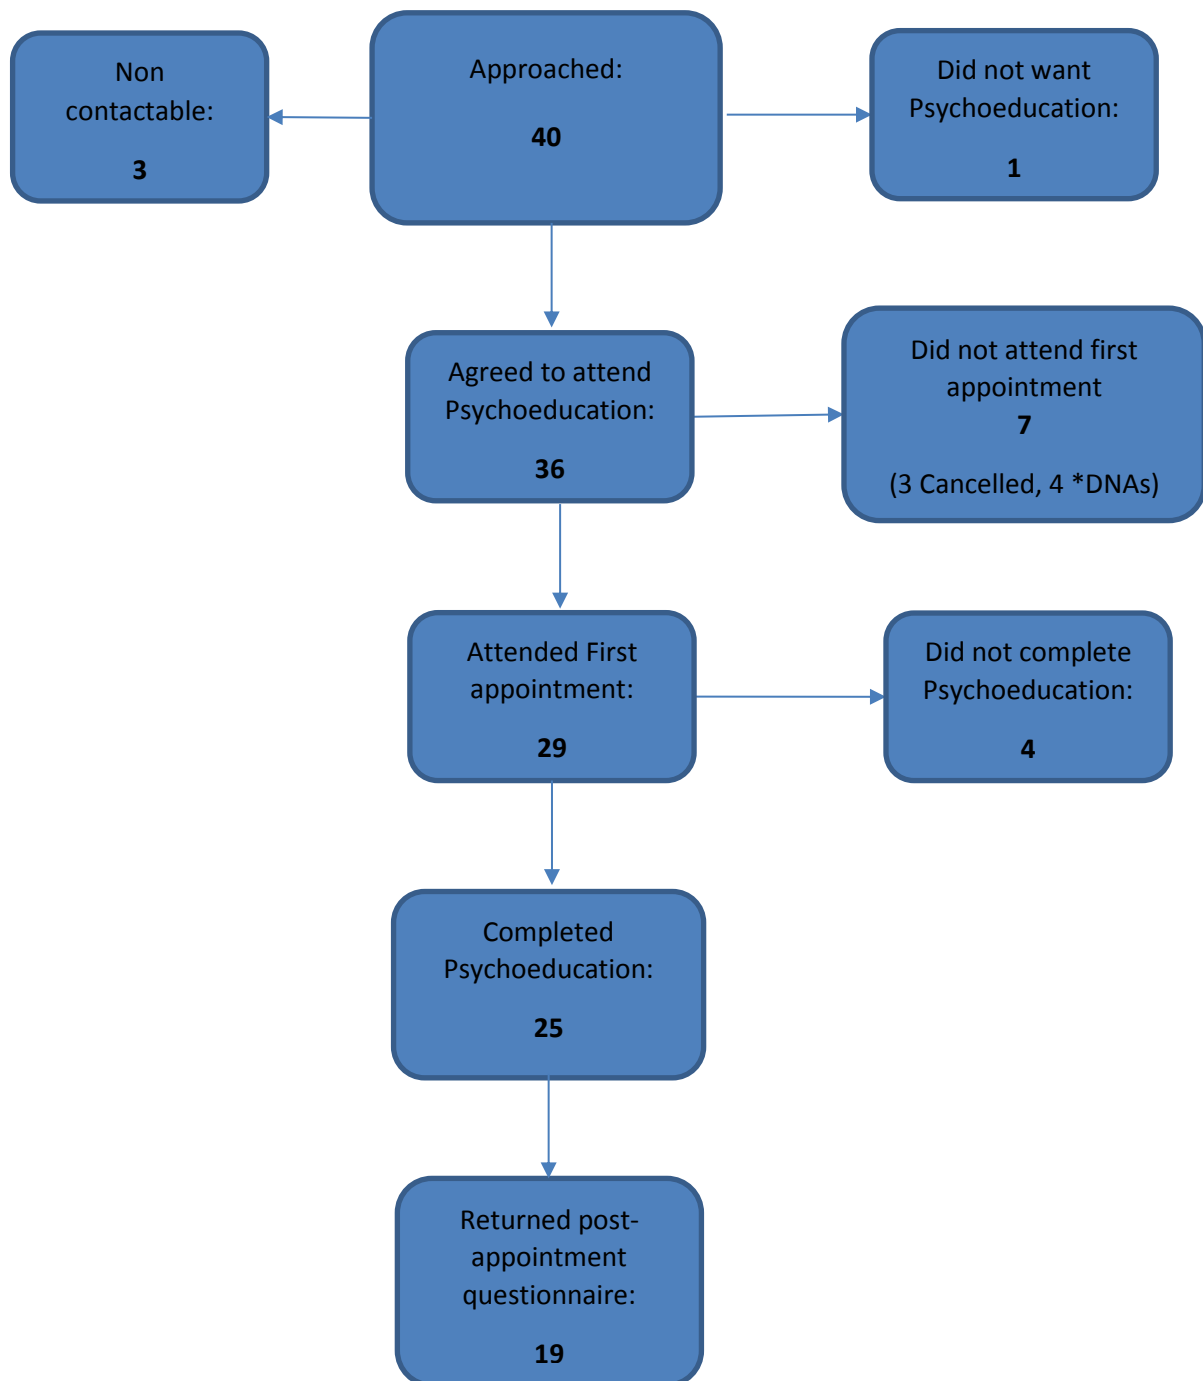 Non
contactable:
3
Approached:
40
Did not want
Psychoeducation:
1
Agreed to attend
Psychoeducation:
36
Did not attend first
appointment
7
(3 Cancelled, 4 *DNAs)
Attended First
appointment:
29
Did not complete
Psychoeducation:
4
Completed
Psychoeducation:
25
Returned post-
appointment
questionnaire:
19